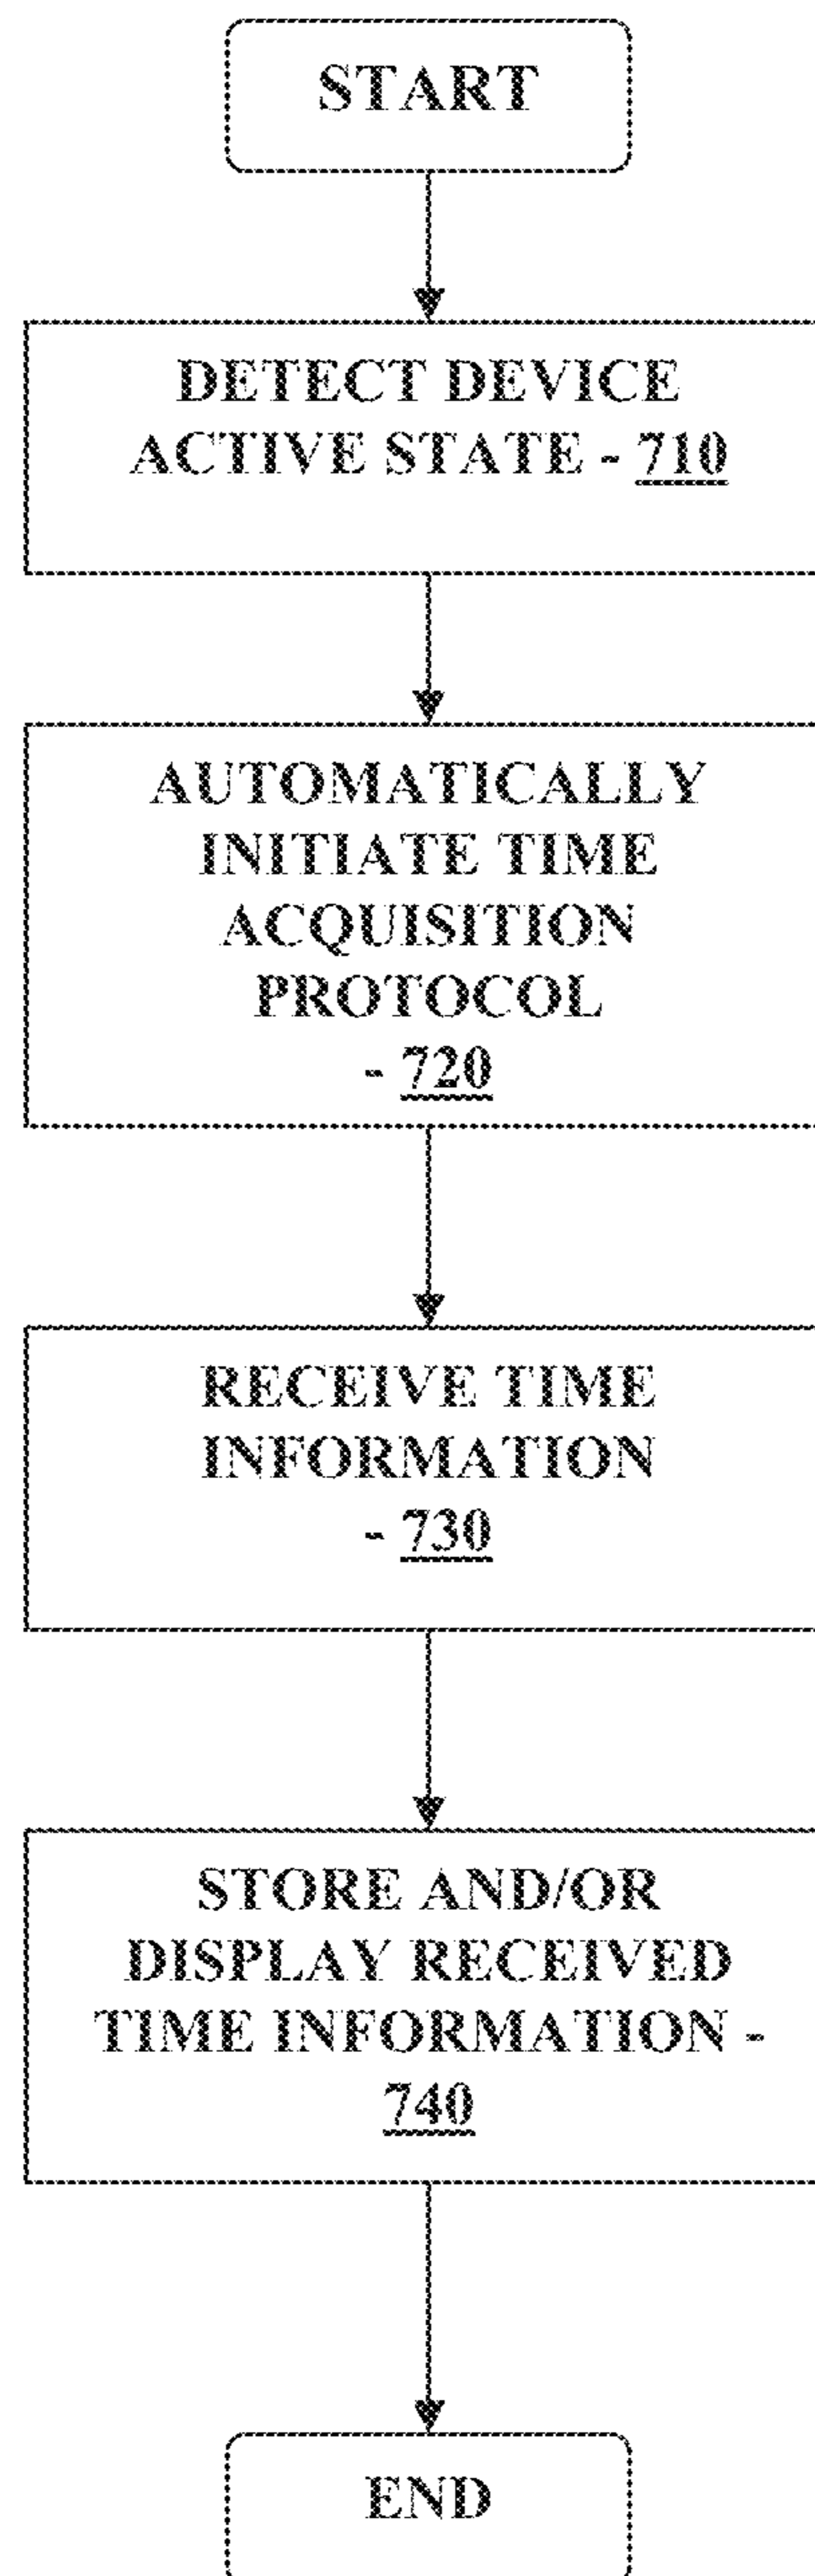 START
DETECT DEVICE
ACTIVE STATE - 710
AUTOMATICALLY
INITIATE TIME
ACQUISITION
PROTOCOL
- 720
RECEIVE TIME
INFORMATION
- 730
STORE AND/OR
DISPLAY RECEIVED
TIME INFORMATION -
740
END